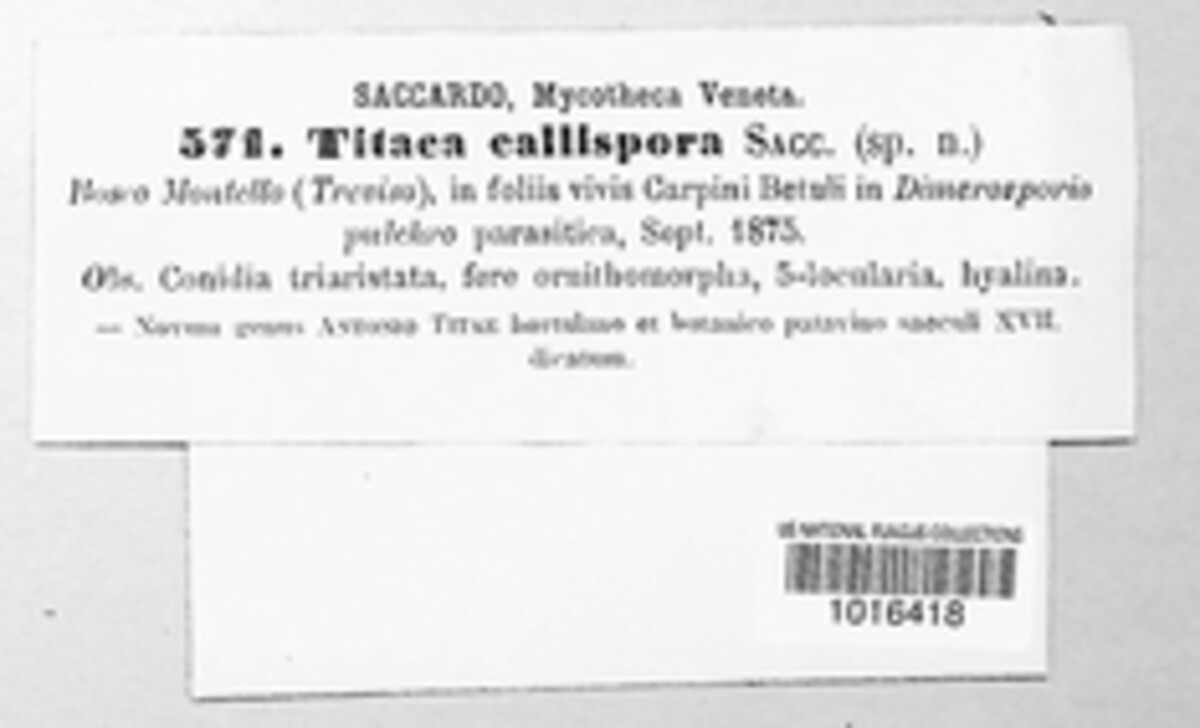 SACCARDO, Mycotheca Veneta.
571. Titaea callispora SACC. (sp. n.)
Bosco Montello (Treviso), in foliis vivis Carpini Betuli in Dimerosporio
pulchro parasitica, Sept. 1875.
Obs. Conidia triaristata, fere ornithomorpha, 5-locularia, hyalina.
— Novum genus ANTONIO TITAE hortulano et botanico patavino saeculi XVII.
dicatum.
US NATIONAL FUNGUS COLLECTIONS
1016418